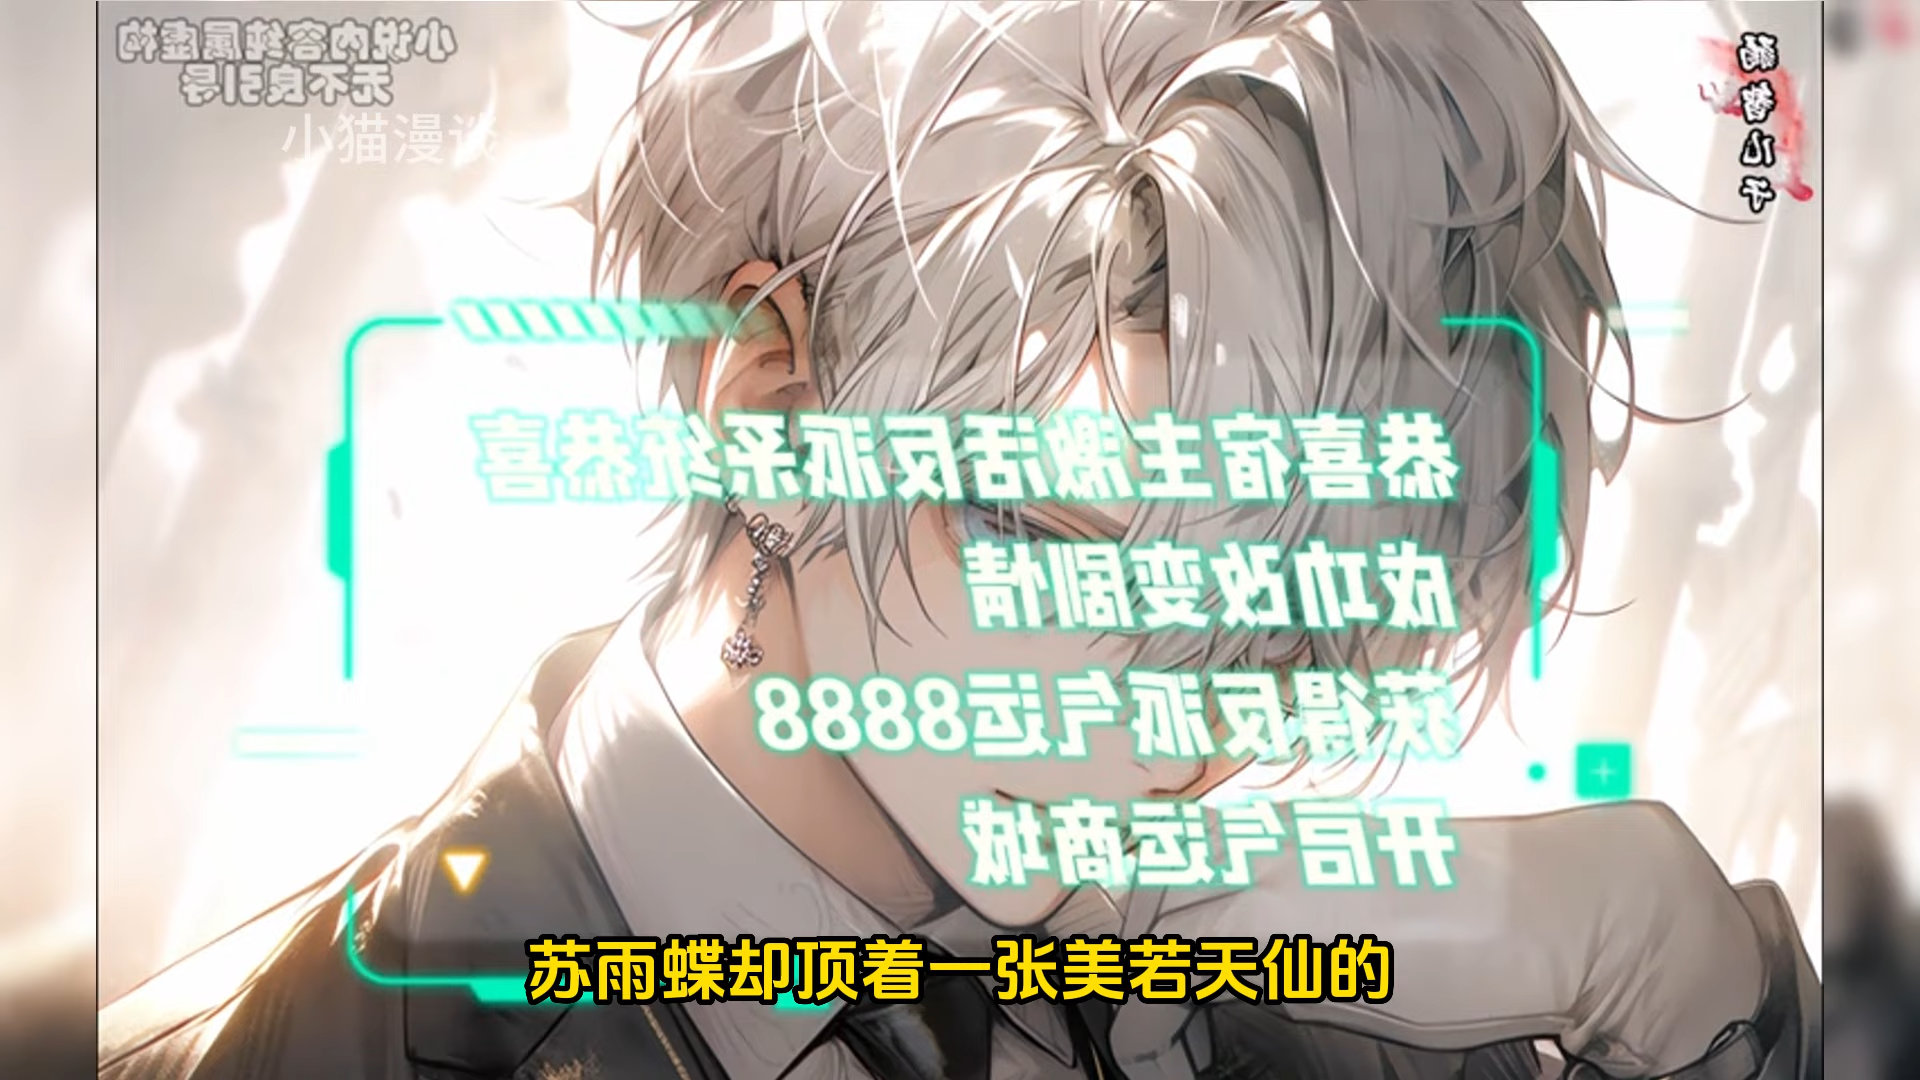 小说内容纯属虚构
无不良引导
小猫漫谈
恭喜宿主激活反派系统恭喜
成功改变剧情
获得反派气运8888
开启气运商城
苏雨蝶却顶着一张美若天仙的